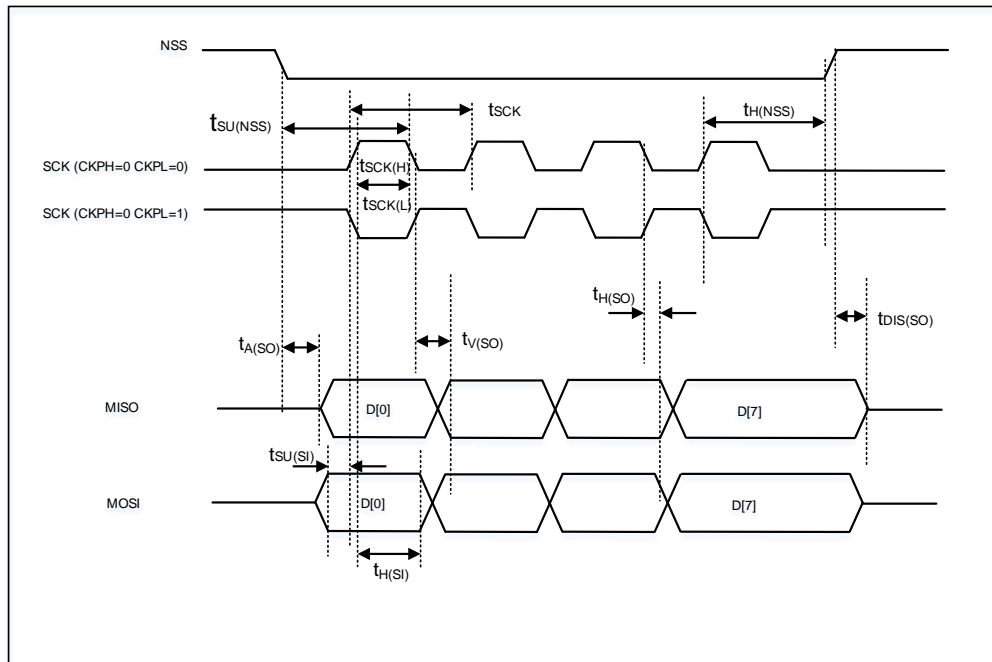 NSS
tSCK
tH(NSS)
tSU(NSS)
SCK (CKPH=0 CKPL=0)
tSCK(H)
tSCK(L)
SCK (CKPH=0 CKPL=1)
tH(SO)
tDIS(SO)
tA(SO)
tV(SO)
MISO
D[0]
D[7]
tSU(SI)
MOSI
D[0]
D[7]
tH(SI)